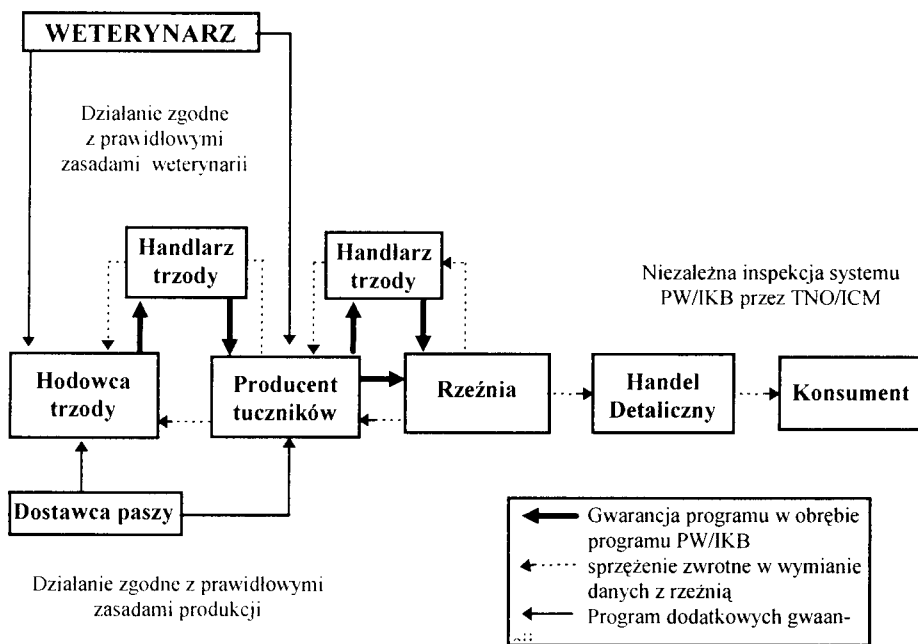 WETERYNARZ
Działanie zgodne
z prawidłowymi
zasadami weterynarii
Handlarz
trzody
Handlarz
trzody
Niezależna inspekcja systemu
PW/IKB przez TNO/ICM
Hodowca
trzody
Producent
tuczników
Rzeźnia
Handel
Detaliczny
Konsument
Dostawca paszy
Działanie zgodne z prawidłowymi
zasadami produkcji
Gwarancja programu w obrębie
programu PW/IKB
sprzężenie zwrotne w wymianie
danych z rzeźnią
Program dodatkowych gwaan-